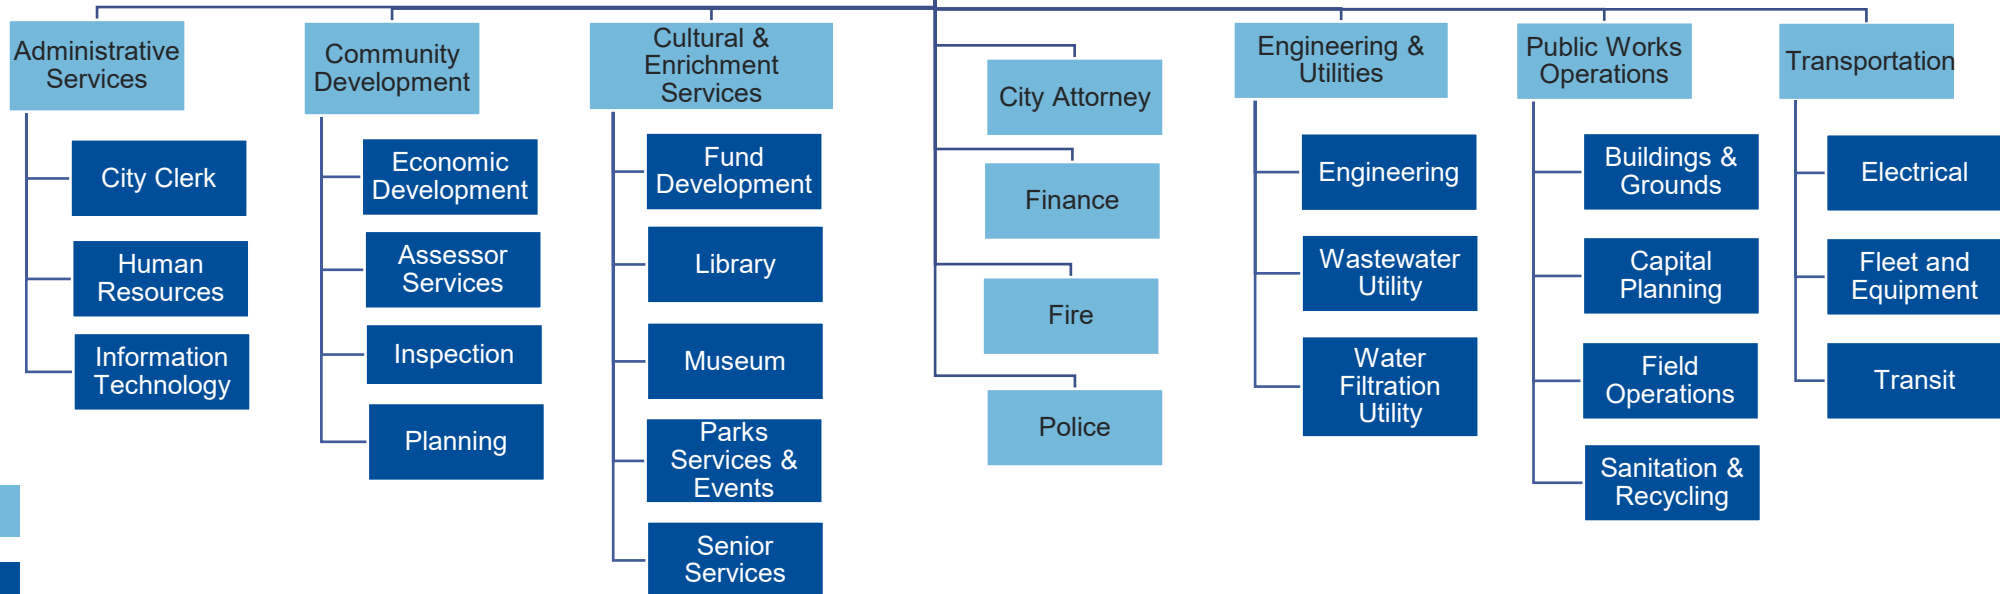 Administrative
Services
City Clerk
Human
Resources
Information
Technology
Community
Development
Economic
Development
Assessor
Services
Inspection
Planning
Cultural &
Enrichment
Services
Fund
Development
Library
Museum
Parks
Services &
Events
Senior
Services
City Attorney
Finance
Fire
Police
Engineering &
Utilities
Engineering
Wastewater
Utility
Water
Filtration
Utility
Public Works
Operations
Buildings &
Grounds
Capital
Planning
Field
Operations
Sanitation &
Recycling
Transportation
Electrical
Fleet and
Equipment
Transit